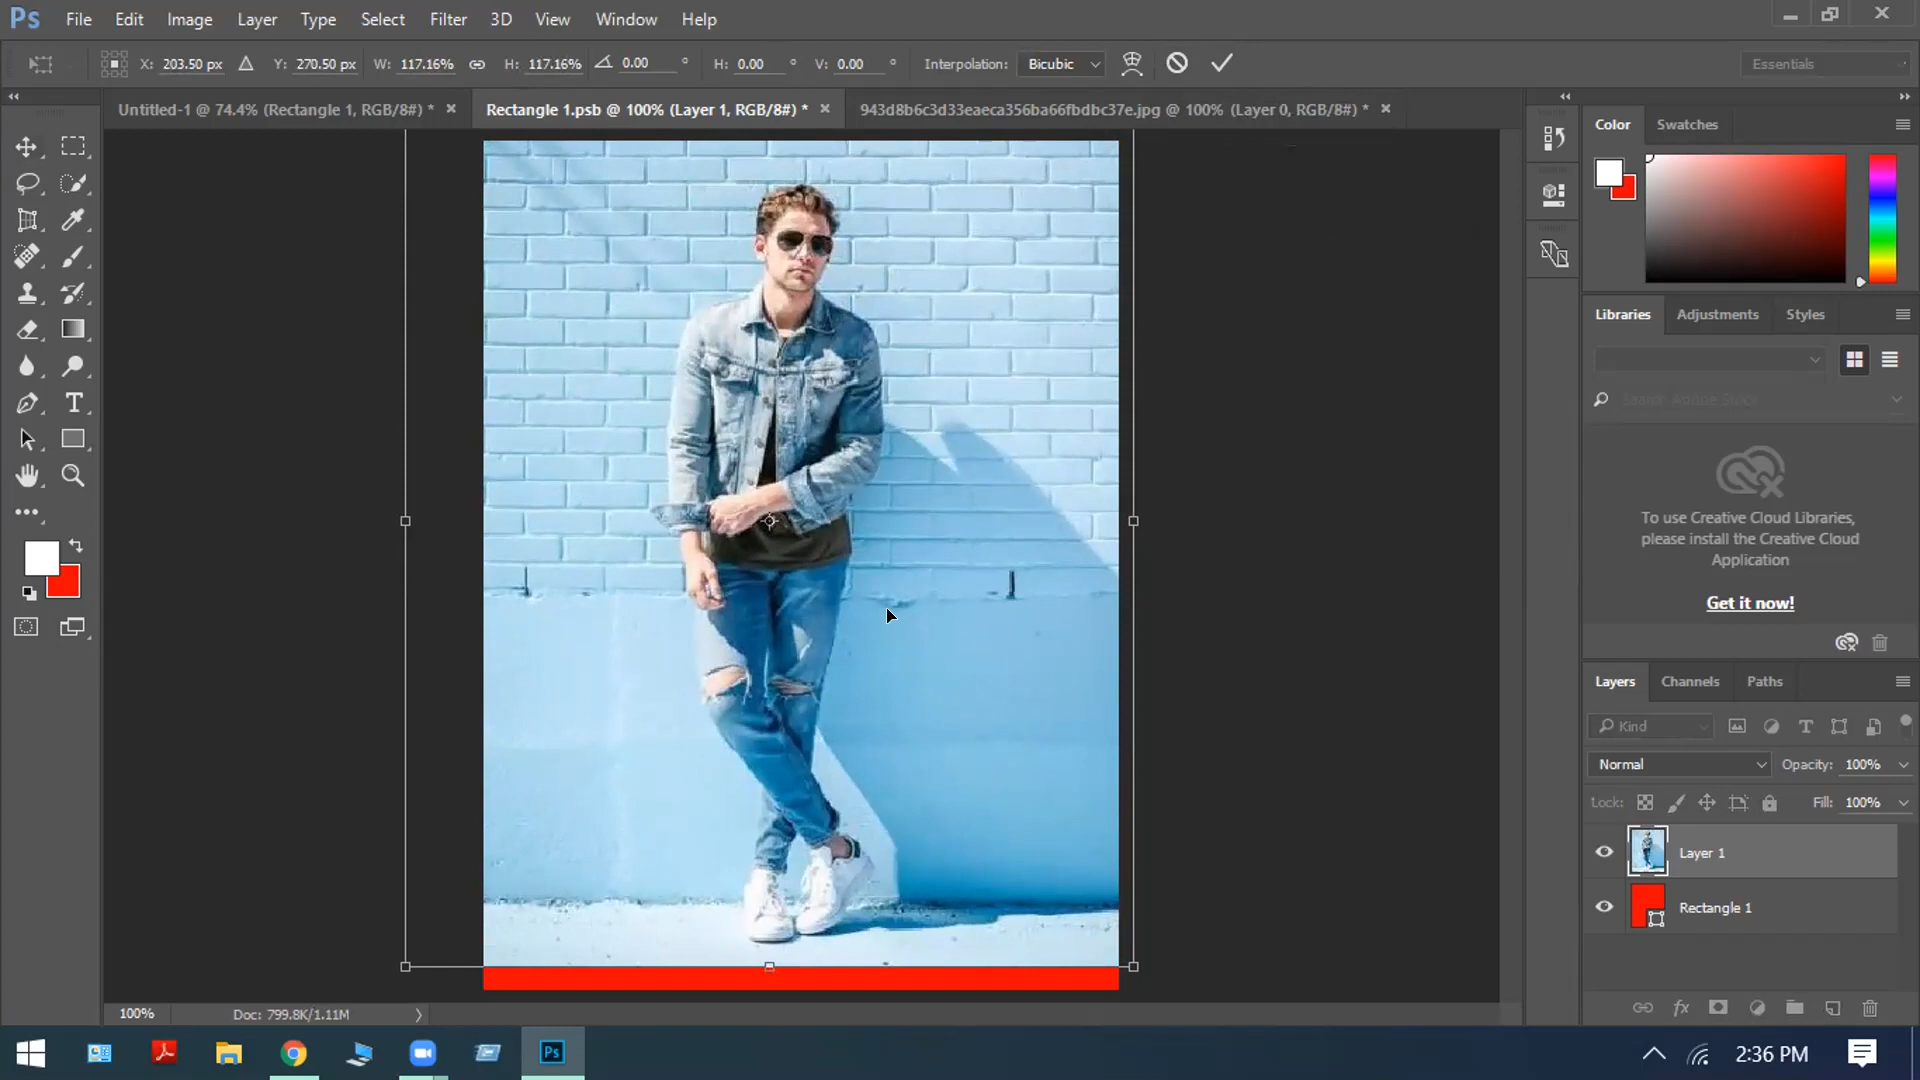 Ps File Edit Image Layer Type Select Filter 3D View Window Help
X: 203.50 px Y: 270.50 px W: 117.16% H: 117.16% 0.00 ° H: 0.00 ° V: 0.00 ° Interpolation: Bicubic Essentials
Untitled-1 @ 74.4% (Rectangle 1, RGB/8#) * Rectangle 1.psb @ 100% (Layer 1, RGB/8#) * 943d8b6c3d33eaeca356ba66fbdbc37e.jpg @ 100% (Layer 0, RGB/8#) *
Color Swatches
Libraries Adjustments Styles
Search Adobe Stock
To use Creative Cloud Libraries,
please install the Creative Cloud
Application
Get it now!
Layers Channels Paths
Kind
Normal Opacity: 100%
Lock: Fill: 100%
Layer 1
Rectangle 1
fx
100% Doc: 799.8K/1.11M
Ps 2:36 PM